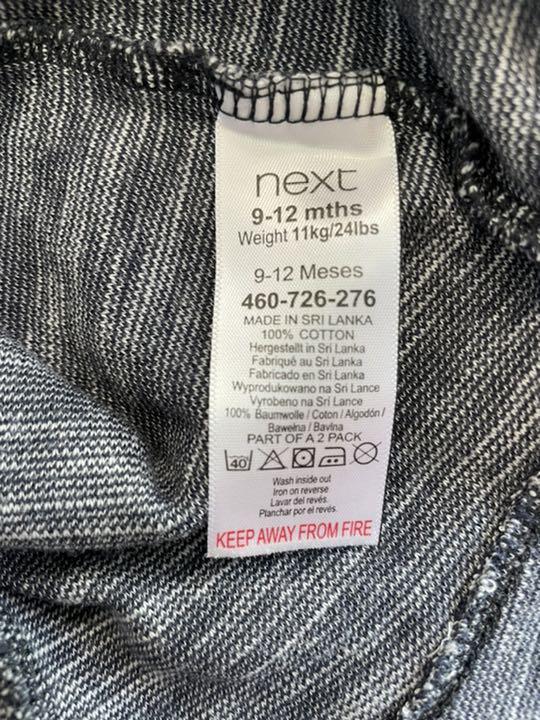 next
9-12 mths
Weight 11kg/24lbs
9-12 Meses
460-726-276
MADE IN SRI LANKA
100% COTTON
Hergestellt in Sri Lanka
Fabriqué au Sri Lanka
Fabricado en Sri Lanka
Wyprodukowano na Sri Lance
Vyrobeno na Srí Lance
100% Baumwolle / Coton / Algodón /
Bawełna / Bavlna
PART OF A 2 PACK
40
Wash inside out
Iron on reverse
Lavar del revés.
Planchar por el revés.
KEEP AWAY FROM FIRE